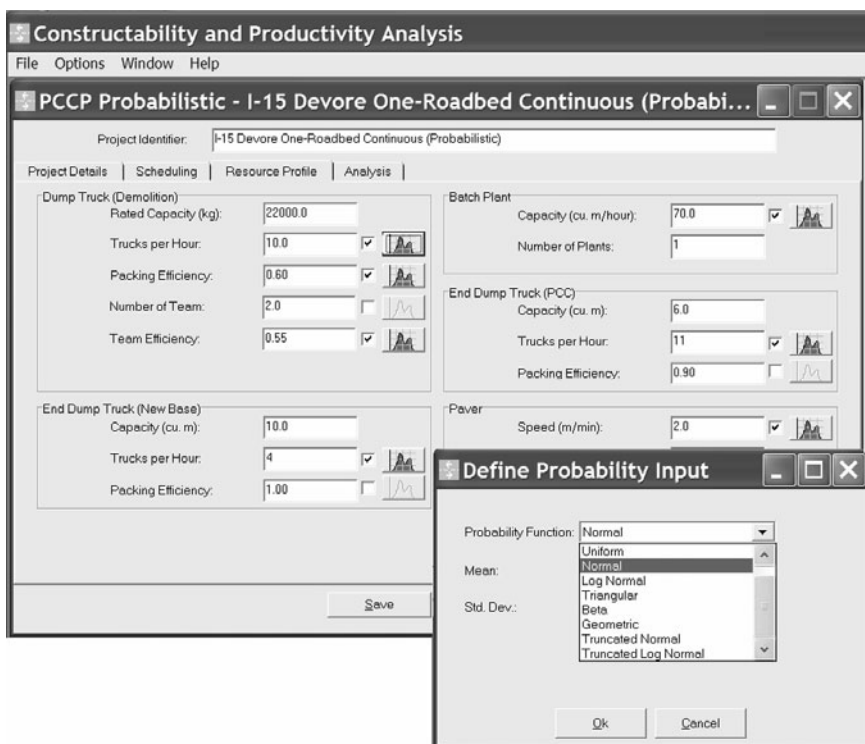 Constructability and Productivity Analysis
File Options Window Help
PCCP Probabilistic - I-15 Devore One-Roadbed Continuous (Probabi...
Project Identifier: I-15 Devore One-Roadbed Continuous (Probabilistic)
Project Details Scheduling Resource Profile Analysis
Dump Truck (Demolition)
Rated Capacity (kg): 22000.0
Trucks per Hour: 10.0
Packing Efficiency: 0.60
Number of Team: 2.0
Team Efficiency: 0.55
End Dump Truck (New Base)
Capacity (cu. m): 10.0
Trucks per Hour: 4
Packing Efficiency: 1.00
Batch Plant
Capacity (cu. m/hour): 70.0
Number of Plants: 1
End Dump Truck (PCC)
Capacity (cu. m): 6.0
Trucks per Hour: 11
Packing Efficiency: 0.90
Paver
Speed (m/min): 2.0
Save
Define Probability Input
Probability Function: Normal
Uniform
Normal
Log Normal
Triangular
Beta
Geometric
Truncated Normal
Truncated Log Normal
Mean:
Std. Dev.:
Ok Cancel